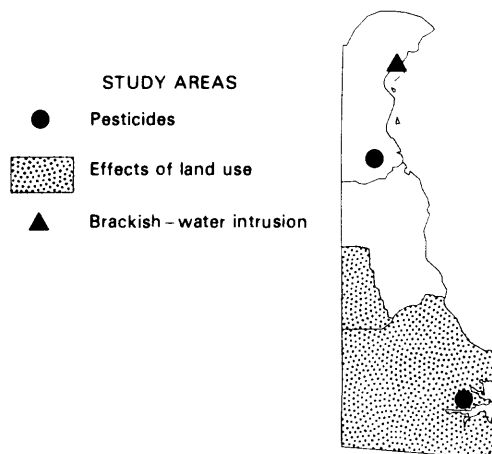 STUDY AREAS
Pesticides
Effects of land use
Brackish-water intrusion